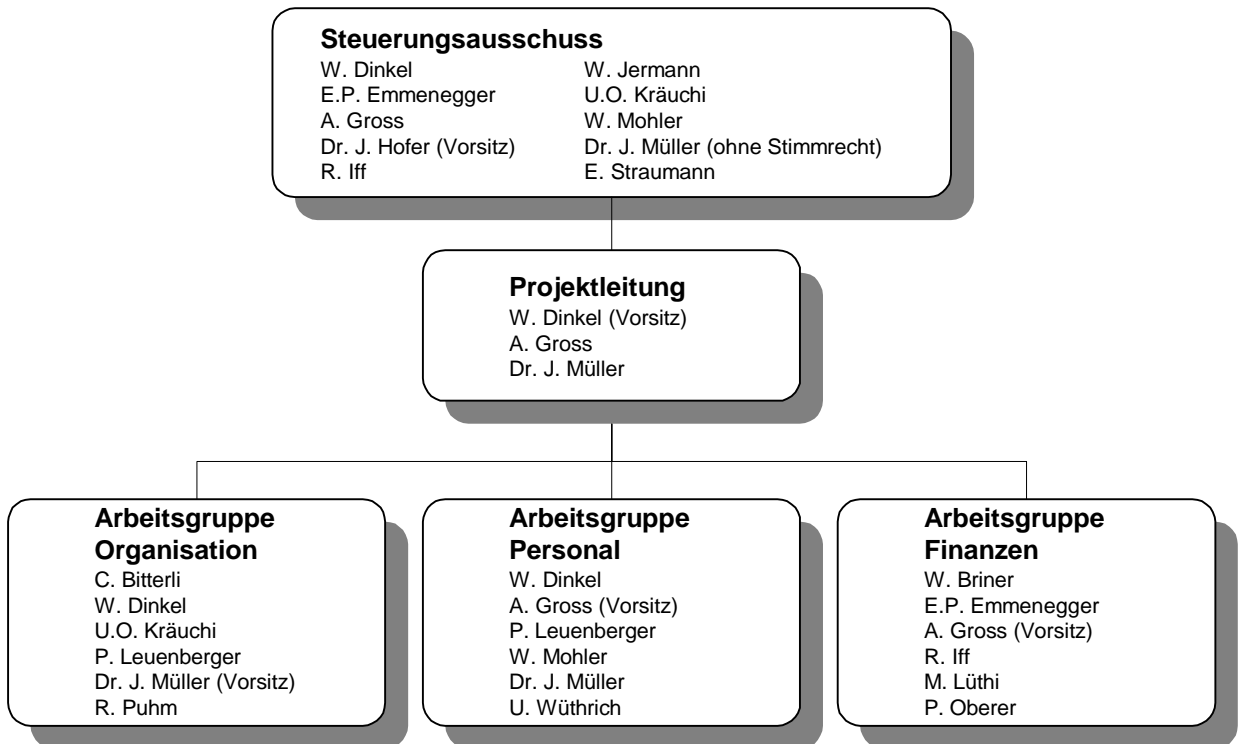 Steuerungsausschuss
W. Dinkel
E.P. Emmenegger
A. Gross
Dr. J. Hofer (Vorsitz)
R. Iff
W. Jermann
U.O. Kräuchi
W. Mohler
Dr. J. Müller (ohne Stimmrecht)
E. Straumann
Projektleitung
W. Dinkel (Vorsitz)
A. Gross
Dr. J. Müller
Arbeitsgruppe
Organisation
C. Bitterli
W. Dinkel
U.O. Kräuchi
P. Leuenberger
Dr. J. Müller (Vorsitz)
R. Puhm
Arbeitsgruppe
Personal
W. Dinkel
A. Gross (Vorsitz)
P. Leuenberger
W. Mohler
Dr. J. Müller
U. Wüthrich
Arbeitsgruppe
Finanzen
W. Briner
E.P. Emmenegger
A. Gross (Vorsitz)
R. Iff
M. Lüthi
P. Oberer